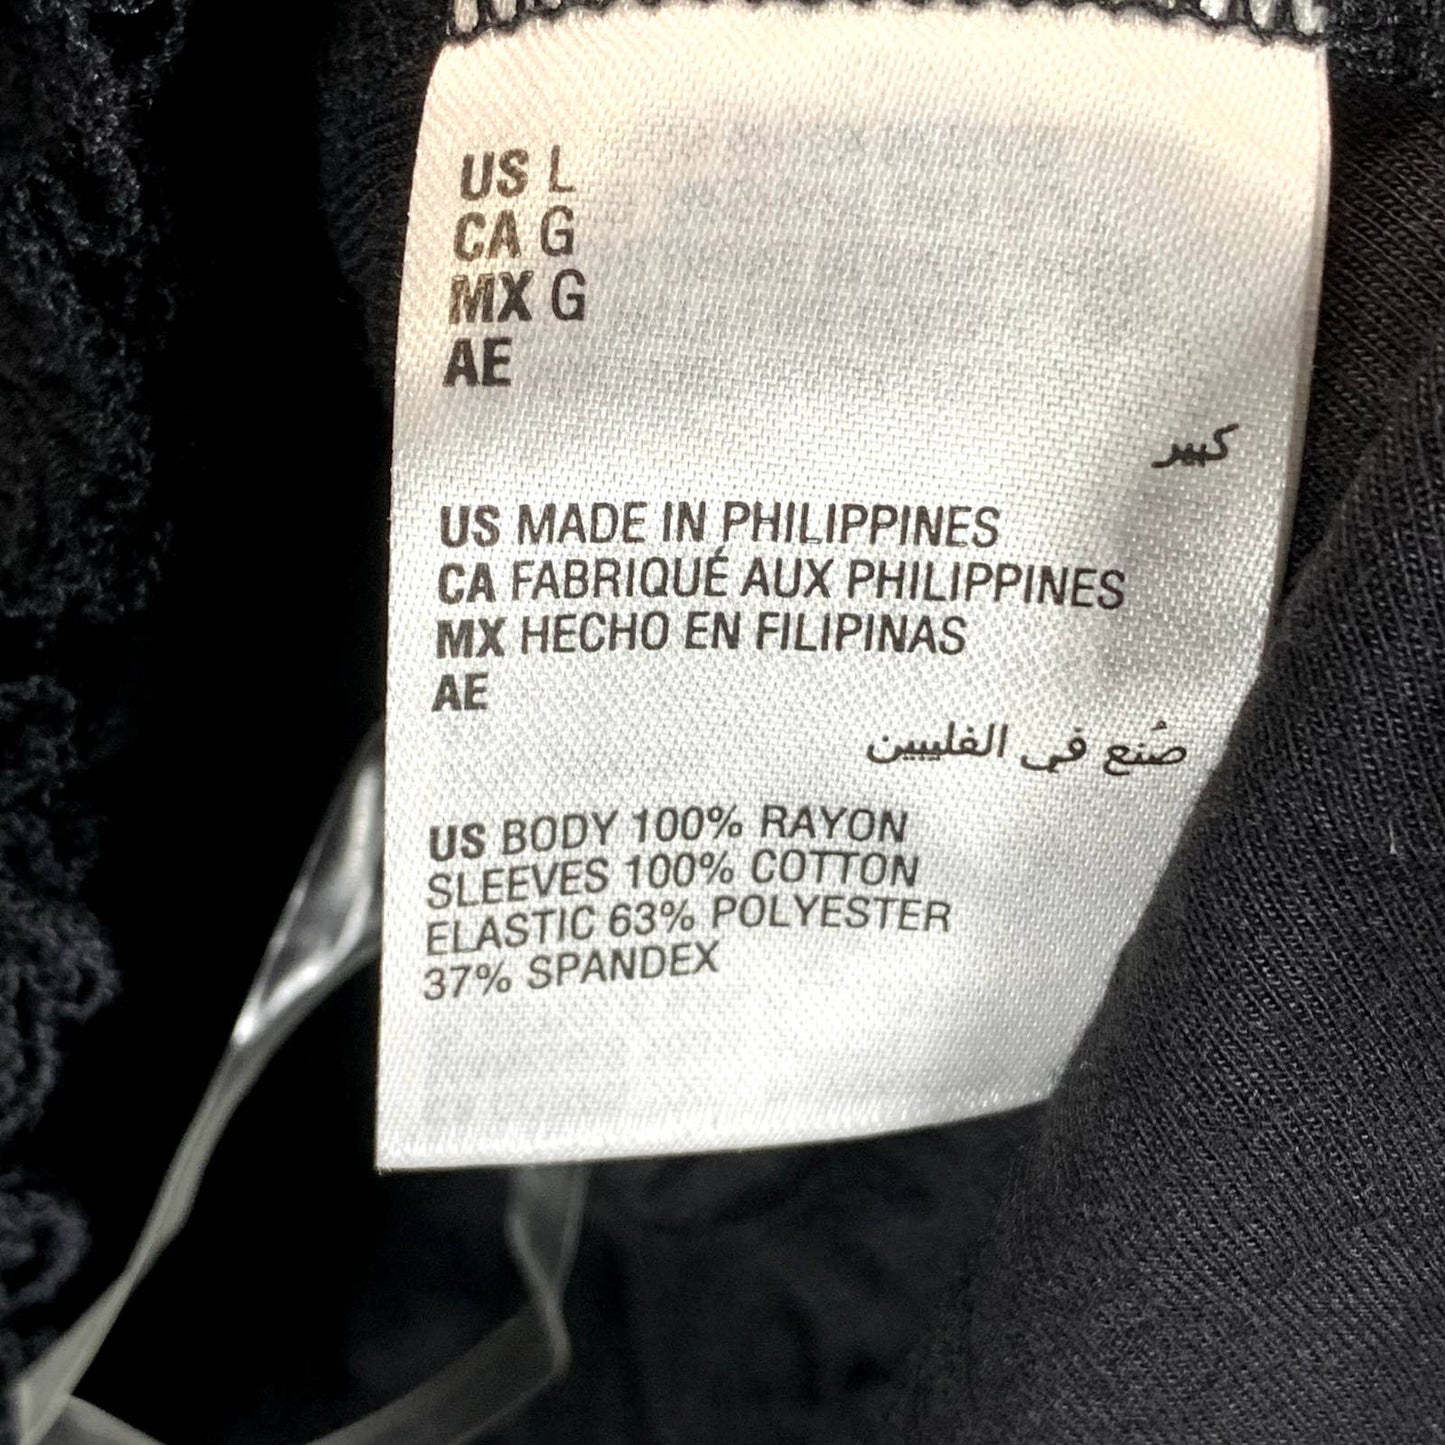 US L
CA G
MX G
AE
كبير
US MADE IN PHILIPPINES
CA FABRIQUÉ AUX PHILIPPINES
MX HECHO EN FILIPINAS
AE
صُنع في الفليبين
US BODY 100% RAYON
SLEEVES 100% COTTON
ELASTIC 63% POLYESTER
37% SPANDEX